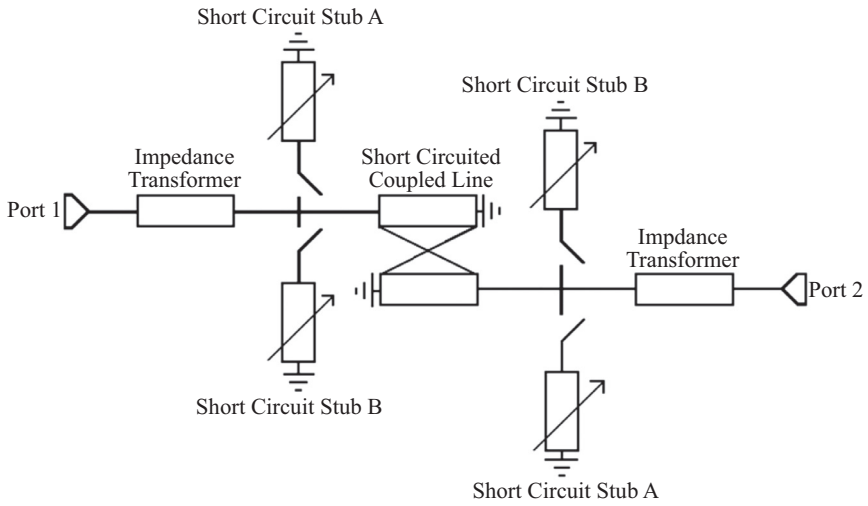 Short Circuit Stub A
Short Circuit Stub B
Impedance
Transformer
Short Circuited
Coupled Line
Port 1
Impdance
Transformer
Port 2
Short Circuit Stub B
Short Circuit Stub A